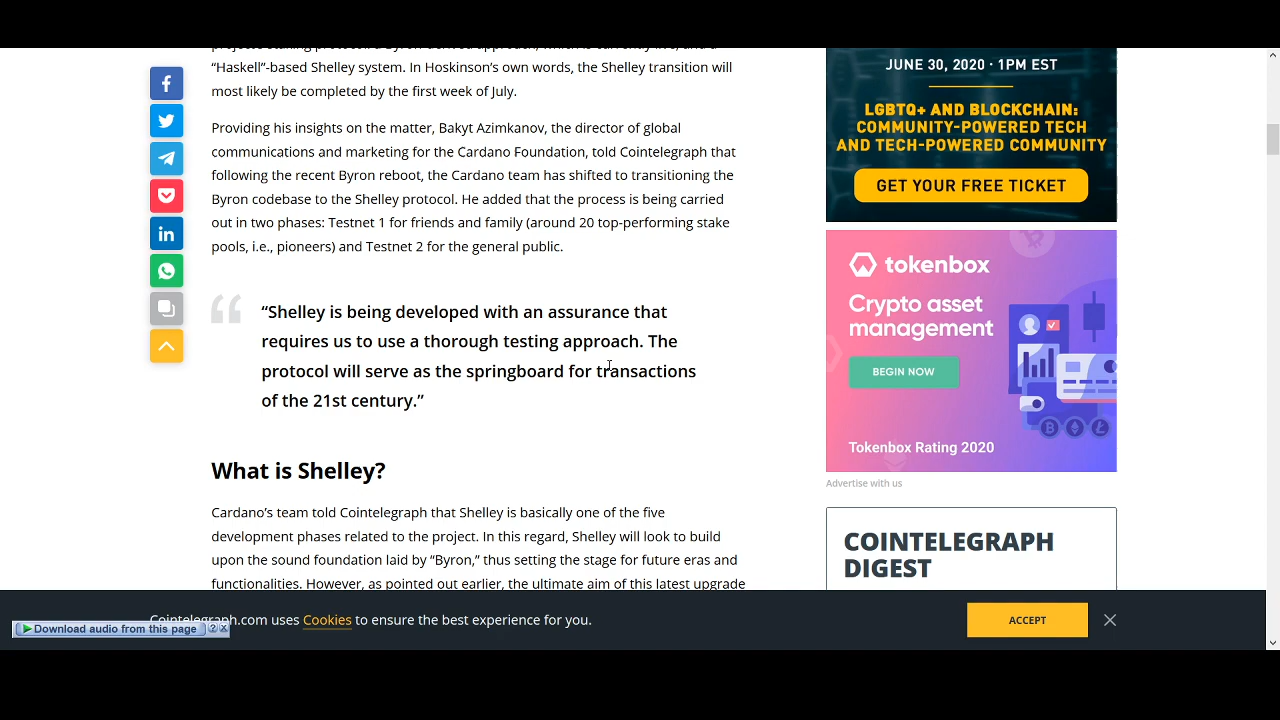 “Haskell”-based Shelley system. In Hoskinson’s own words, the Shelley transition will
most likely be completed by the first week of July.
Providing his insights on the matter, Bakyt Azimkanov, the director of global
communications and marketing for the Cardano Foundation, told Cointelegraph that
following the recent Byron reboot, the Cardano team has shifted to transitioning the
Byron codebase to the Shelley protocol. He added that the process is being carried
out in two phases: Testnet 1 for friends and family (around 20 top-performing stake
pools, i.e., pioneers) and Testnet 2 for the general public.
“Shelley is being developed with an assurance that
requires us to use a thorough testing approach. The
protocol will serve as the springboard for transactions
of the 21st century.”
What is Shelley?
Cardano’s team told Cointelegraph that Shelley is basically one of the five
development phases related to the project. In this regard, Shelley will look to build
upon the sound foundation laid by “Byron,” thus setting the stage for future eras and
functionalities. However, as pointed out earlier, the ultimate aim of this latest upgrade
JUNE 30, 2020 · 1PM EST
LGBTQ+ AND BLOCKCHAIN:
COMMUNITY-POWERED TECH
AND TECH-POWERED COMMUNITY
GET YOUR FREE TICKET
tokenbox
Crypto asset
management
BEGIN NOW
Tokenbox Rating 2020
Advertise with us
COINTELEGRAPH
DIGEST
Cointelegraph.com uses Cookies to ensure the best experience for you.
ACCEPT
Download audio from this page